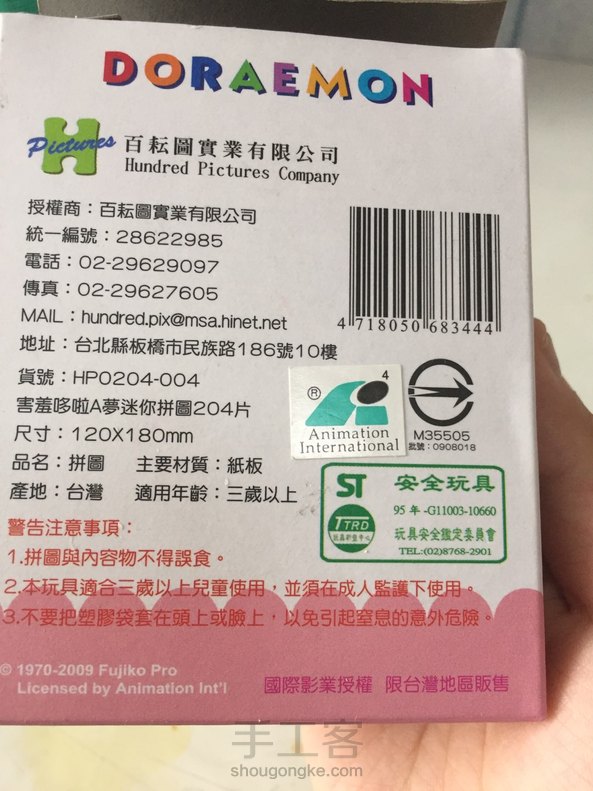 DORAEMON
Pictures
百耘圖實業有限公司
Hundred Pictures Company
授權商：百耘圖實業有限公司
統一編號：28622985
電話：02-29629097
傳真：02-29627605
MAIL：hundred.pix@msa.hinet.net
地址：台北縣板橋市民族路186號10樓
貨號：HP0204-004
害羞哆啦A夢迷你拼圖204片
尺寸：120X180mm
品名：拼圖 主要材質：紙板
產地：台灣 適用年齡：三歲以上
4 718050 683444
4
®
Animation
International
M35505
批號：0908018
ST 安全玩具
95 年 -G11003-10660
TTRD
玩具安全鑑定委員會
TEL:(02)8768-2901
警告注意事項：
1.拼圖與內容物不得誤食。
2.本玩具適合三歲以上兒童使用，並須在成人監護下使用。
3.不要把塑膠袋套在頭上或臉上，以免引起窒息的意外危險。
© 1970-2009 Fujiko Pro
Licensed by Animation Int'l
國際影業授權 限台灣地區販售
手工客
shougongke.com